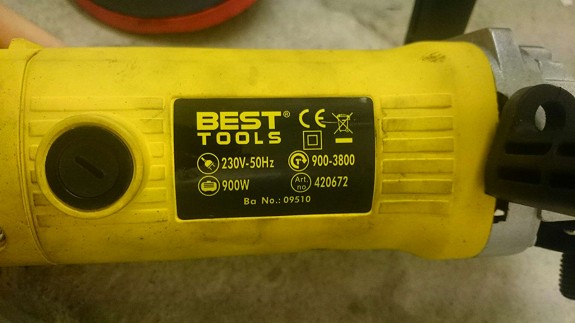 BEST®
TOOLS
CE
230V-50Hz
900-3800
900W
Art. no 420672
Ba No.: 09510